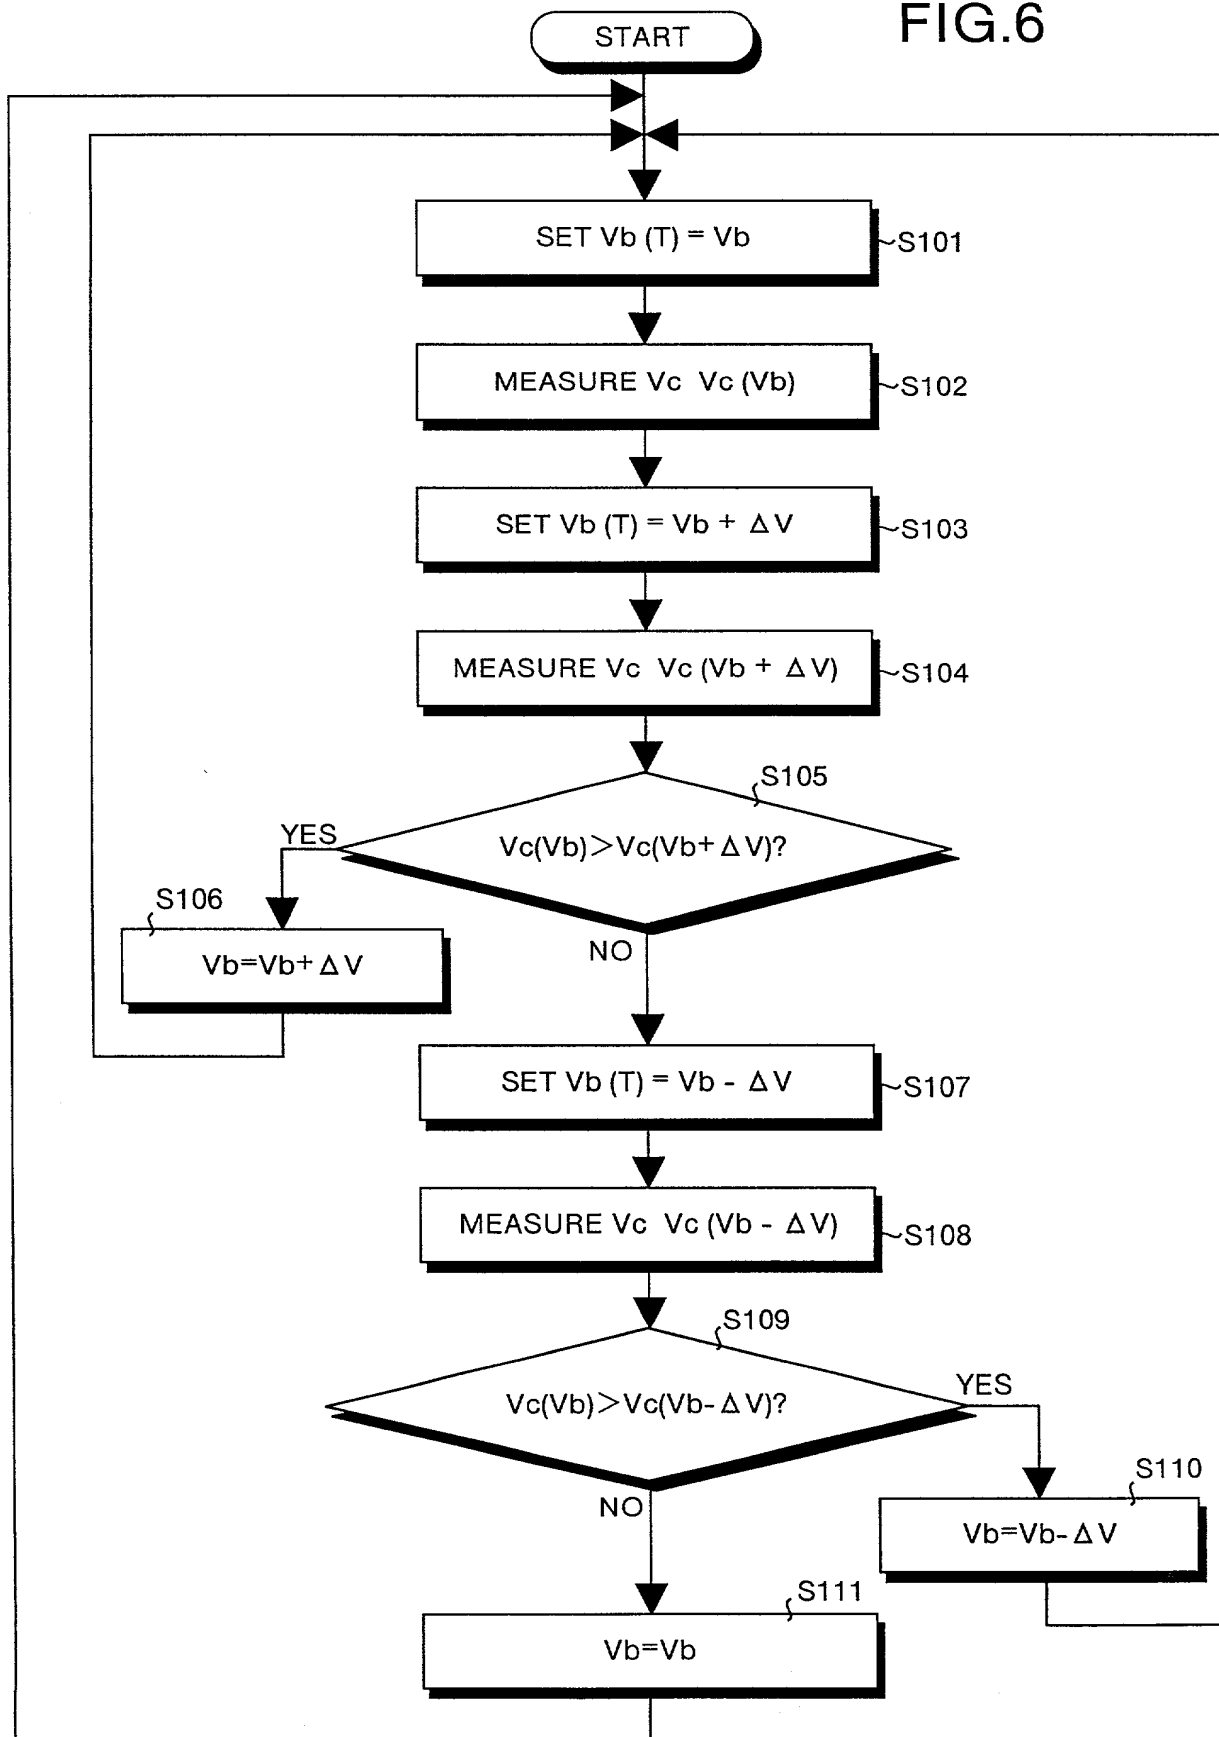 FIG.6
START
SET Vb (T) = Vb
S101
MEASURE Vc Vc (Vb)
S102
SET Vb (T) = Vb + ΔV
S103
MEASURE Vc Vc (Vb + ΔV)
S104
S105
Vc(Vb)>Vc(Vb+ΔV)?
YES
S106
Vb=Vb+ΔV
NO
SET Vb (T) = Vb - ΔV
S107
MEASURE Vc Vc (Vb - ΔV)
S108
S109
Vc(Vb)>Vc(Vb-ΔV)?
YES
S110
Vb=Vb-ΔV
NO
S111
Vb=Vb